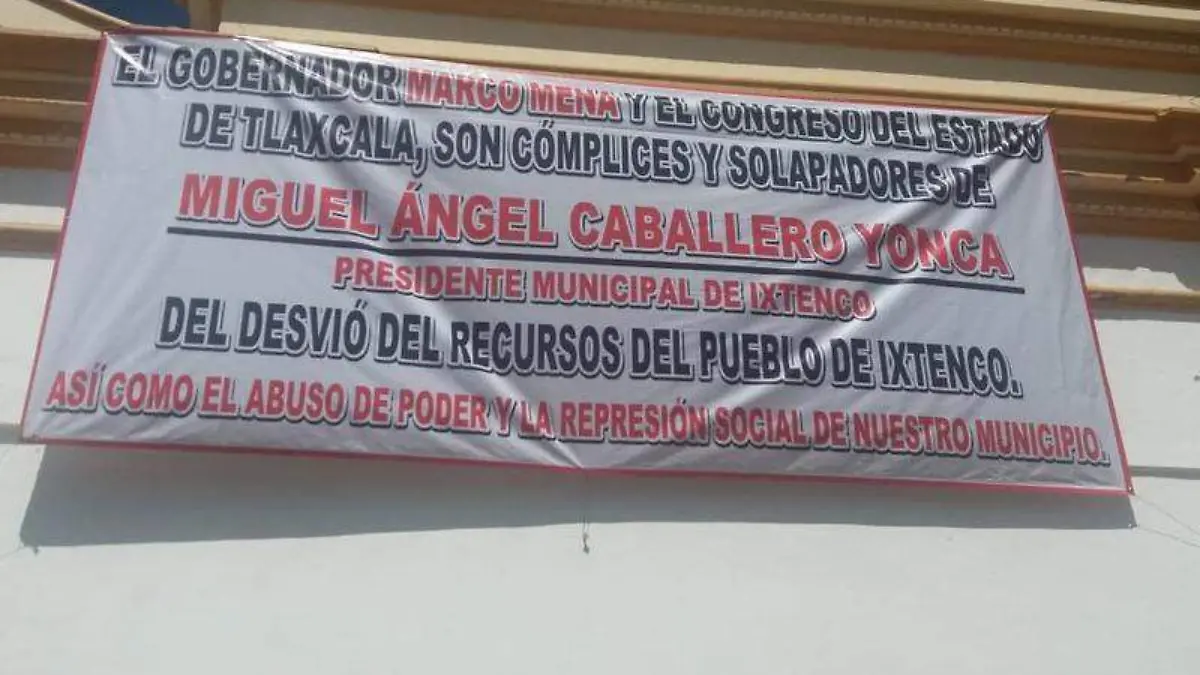 EL GOBERNADOR MARCO MENA Y EL CONGRESO DEL ESTADO
DE TLAXCALA, SON CÓMPLICES Y SOLAPADORES DE
MIGUEL ÁNGEL CABALLERO YONCA
PRESIDENTE MUNICIPAL DE IXTENCO
DEL DESVIÓ DEL RECURSOS DEL PUEBLO DE IXTENCO.
ASÍ COMO EL ABUSO DE PODER Y LA REPRESIÓN SOCIAL DE NUESTRO MUNICIPIO.